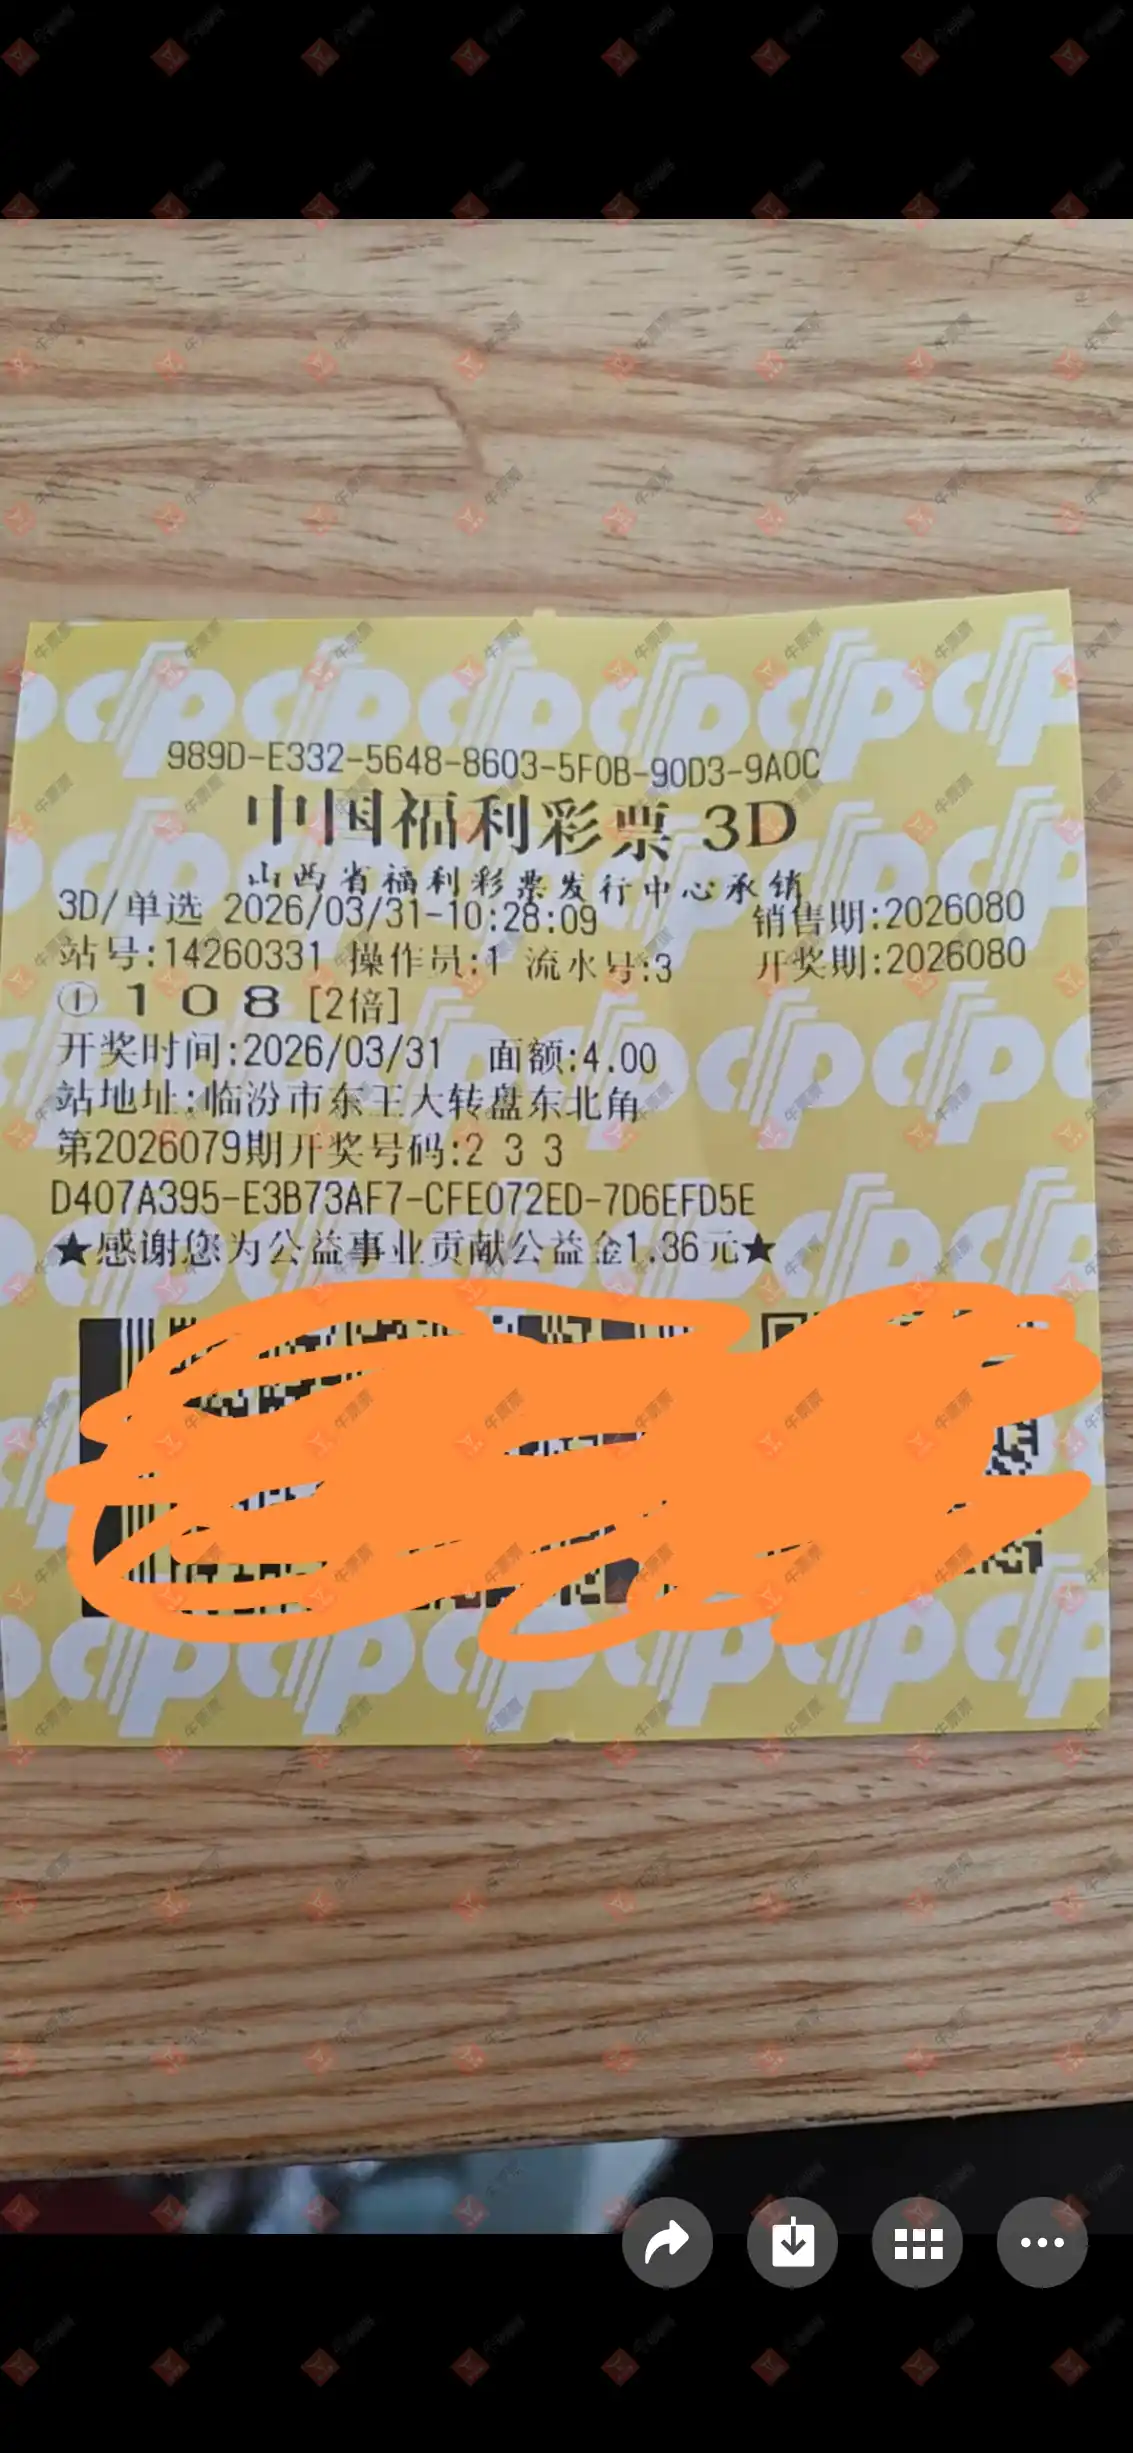 989D-E332-5648-8603-5F0B-90D3-9A0C
中国福利彩票 3D
山西省福利彩票发行中心承销
3D/单选 2026/03/31-10:28:09 销售期:2026080
站号:14260331 操作员:1 流水号:3 开奖期:2026080
① 1 0 8 [2倍]
开奖时间:2026/03/31 面额:4.00
站地址:临汾市东王大转盘东北角
第2026079期开奖号码:2 3 3
D407A395-E3B73AF7-CFE072ED-7D6EFD5E
★感谢您为公益事业贡献公益金1.36元★